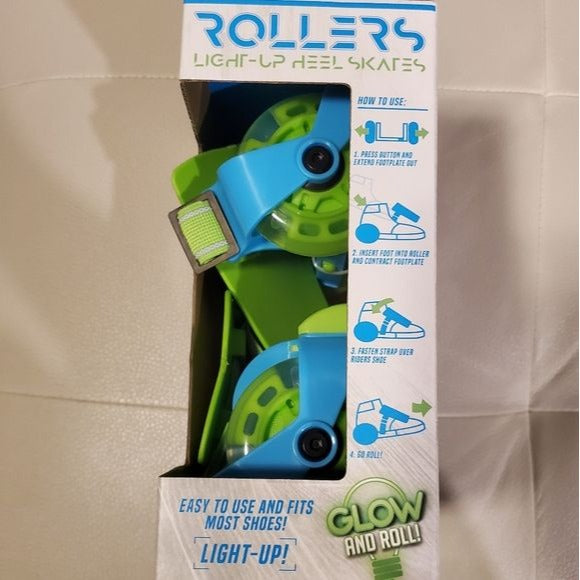 ROLLERS
LIGHT-UP HEEL SKATES
HOW TO USE:
1. PRESS BUTTON AND
EXTEND FOOTPLATE OUT
2. INSERT FOOT INTO ROLLER
AND CONTRACT FOOTPLATE
3. FASTEN STRAP OVER
RIDERS SHOE
4. GO ROLL!
EASY TO USE AND FITS
MOST SHOES!
LIGHT-UP!
GLOW
AND ROLL!